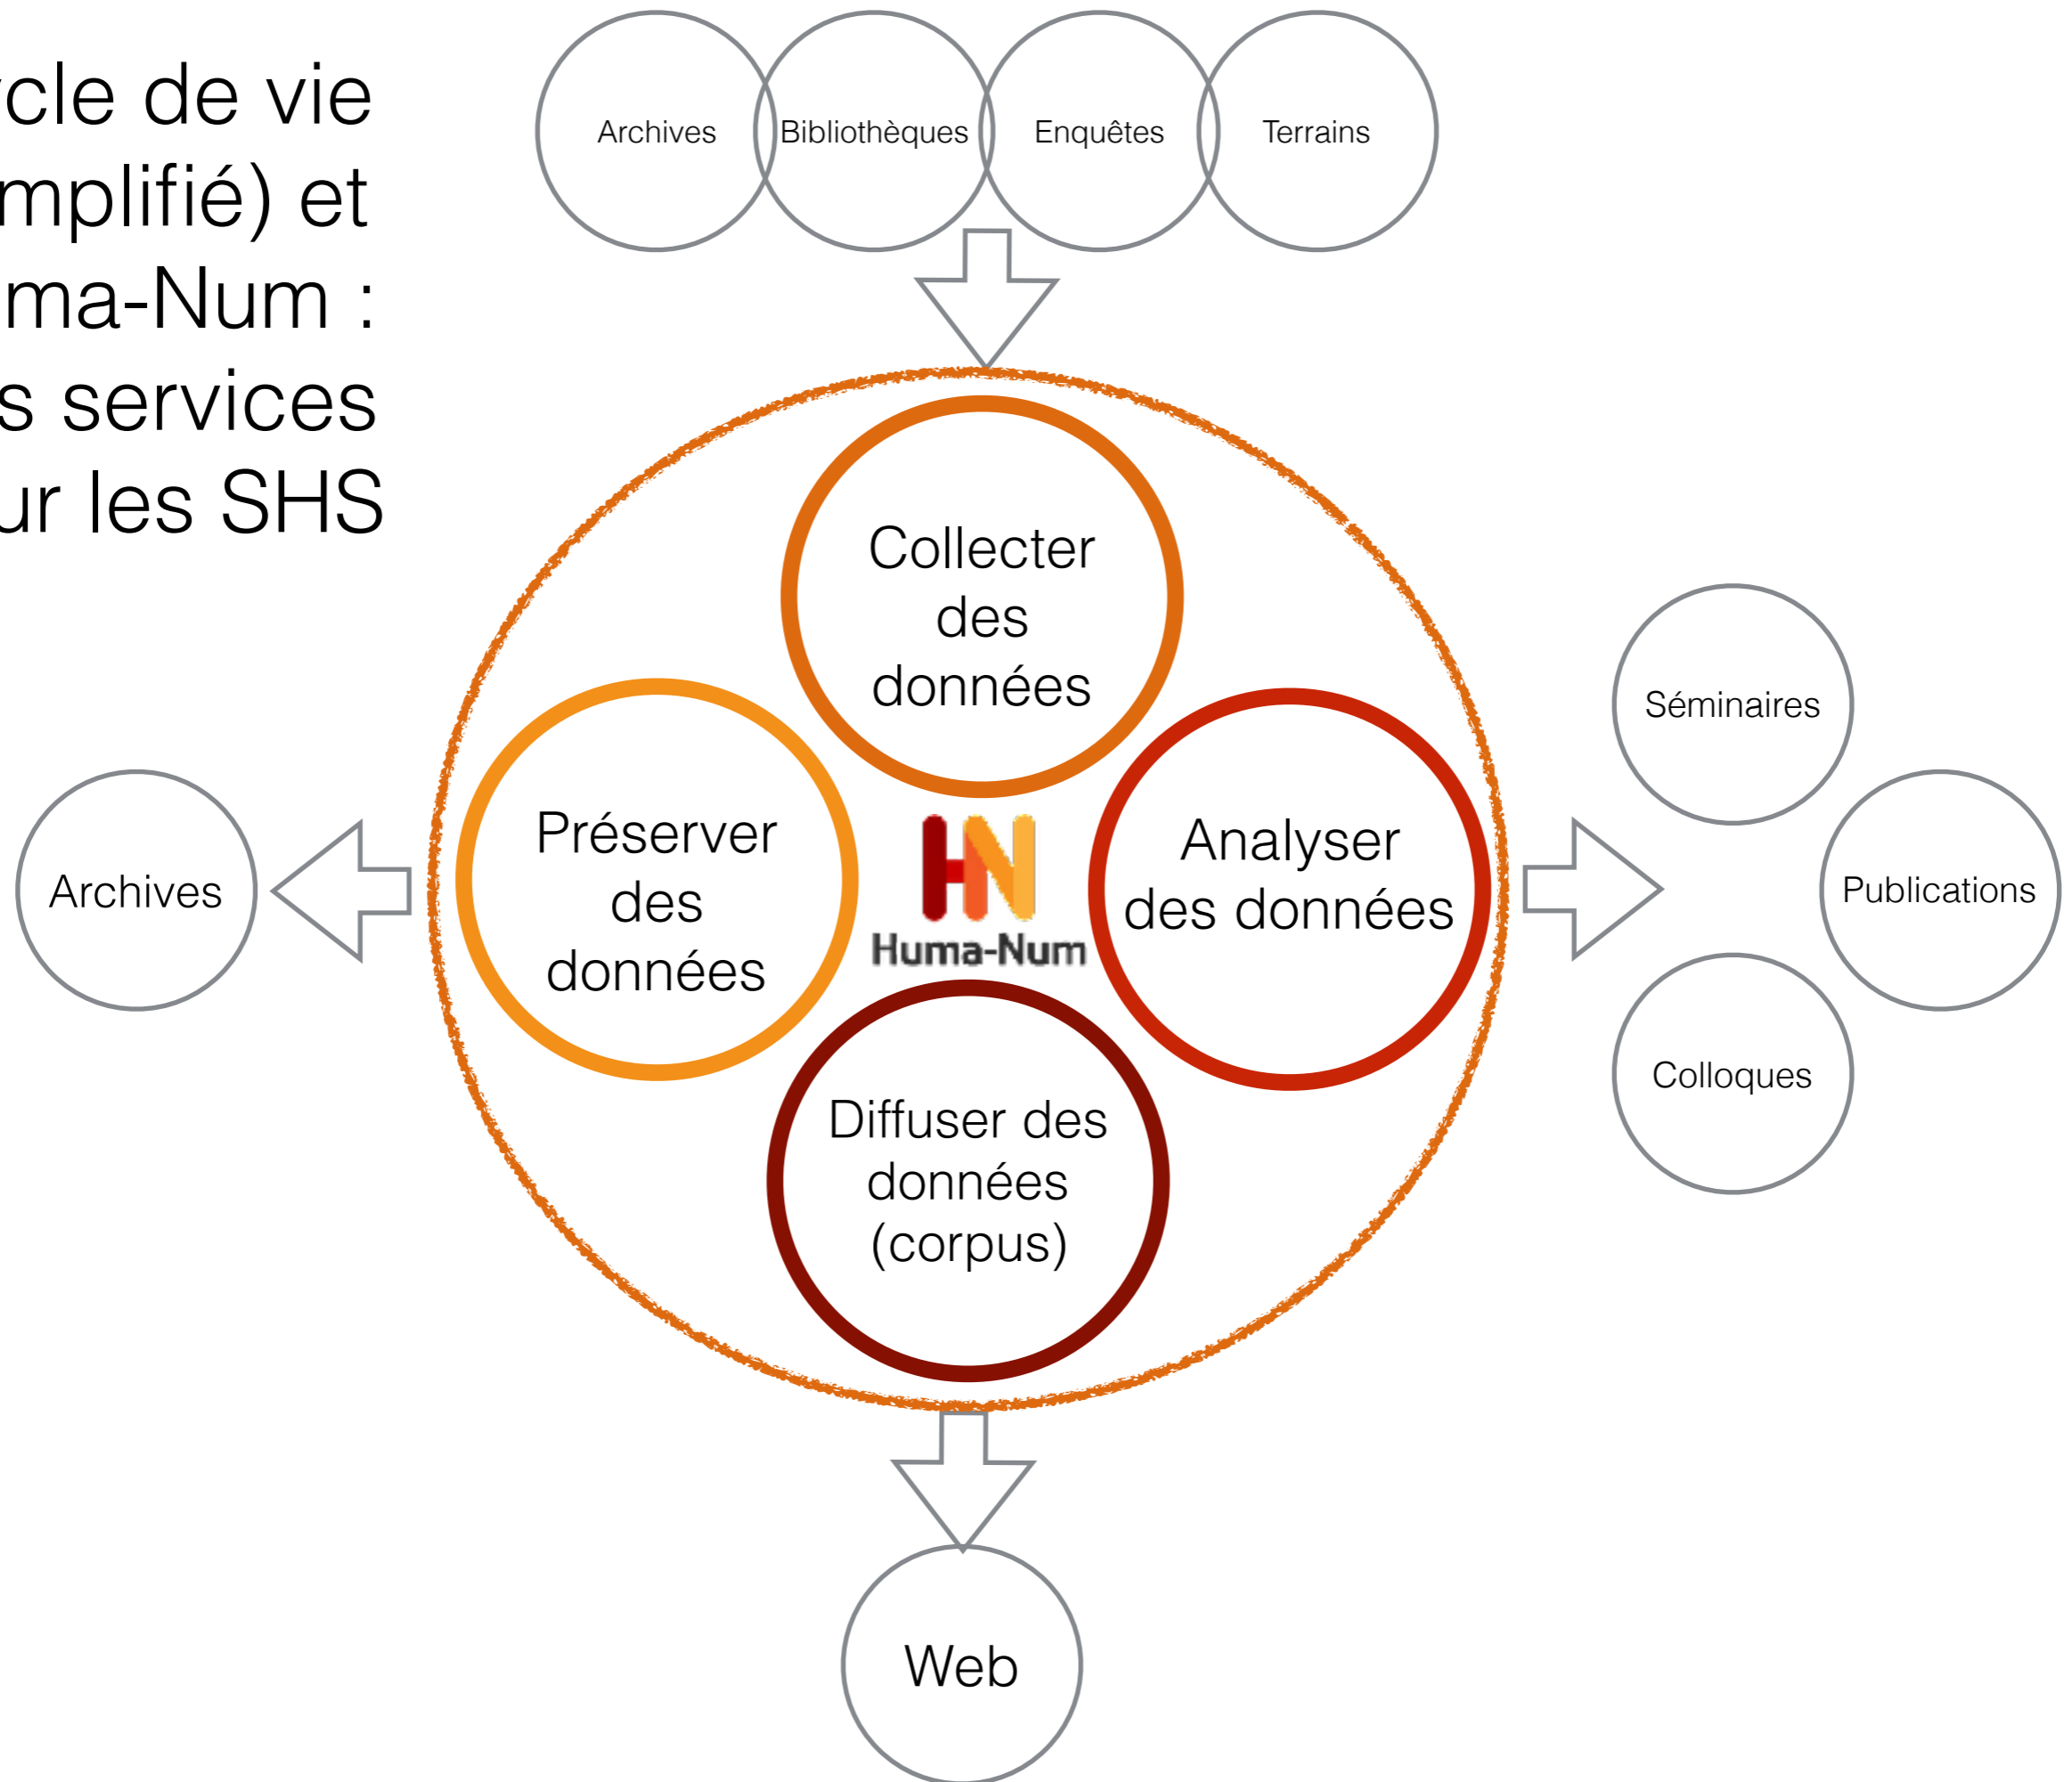 cle de vie
mplifié) et
ma-Num :
s services
ur les SHS
Archives
Bibliothèques
Enquêtes
Terrains
Collecter
des
données
Préserver
des
données
Huma-Num
Analyser
des données
Diffuser des
données
(corpus)
Archives
Séminaires
Publications
Colloques
Web